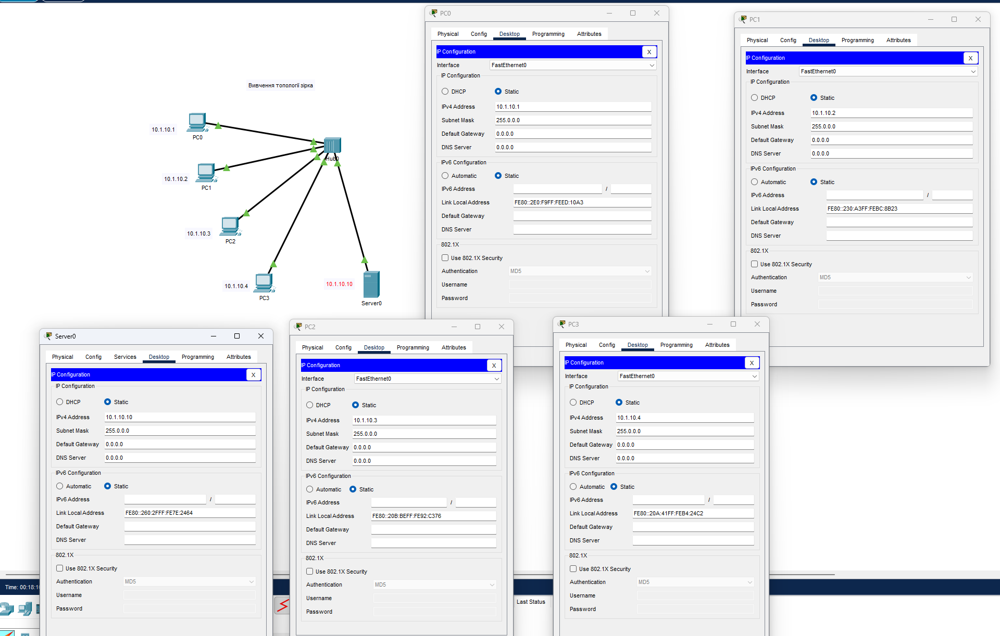 Вивчення топології зірка
10.1.10.1
PC0
Hub0
10.1.10.2
PC1
10.1.10.3
PC2
10.1.10.4
PC3
10.1.10.10
Server0
PC0
Physical Config Desktop Programming Attributes
IP Configuration X
Interface FastEthernet0
IP Configuration
DHCP Static
IPv4 Address 10.1.10.1
Subnet Mask 255.0.0.0
Default Gateway 0.0.0.0
DNS Server 0.0.0.0
IPv6 Configuration
Automatic Static
IPv6 Address /
Link Local Address FE80::2E0:F9FF:FEED:10A3
Default Gateway
DNS Server
802.1X
Use 802.1X Security
Authentication MD5
Username
Password
PC1
Physical Config Desktop Programming Attributes
IP Configuration X
Interface FastEthernet0
IP Configuration
DHCP Static
IPv4 Address 10.1.10.2
Subnet Mask 255.0.0.0
Default Gateway 0.0.0.0
DNS Server 0.0.0.0
IPv6 Configuration
Automatic Static
IPv6 Address /
Link Local Address FE80::230:A3FF:FEBC:8B23
Default Gateway
DNS Server
802.1X
Use 802.1X Security
Authentication MD5
Username
Password
Server0
Physical Config Services Desktop Programming Attributes
IP Configuration X
IP Configuration
DHCP Static
IPv4 Address 10.1.10.10
Subnet Mask 255.0.0.0
Default Gateway 0.0.0.0
DNS Server 0.0.0.0
IPv6 Configuration
Automatic Static
IPv6 Address /
Link Local Address FE80::260:2FFF:FE7E:2464
Default Gateway
DNS Server
802.1X
Use 802.1X Security
Authentication MD5
Username
Password
PC2
Physical Config Desktop Programming Attributes
IP Configuration X
Interface FastEthernet0
IP Configuration
DHCP Static
IPv4 Address 10.1.10.3
Subnet Mask 255.0.0.0
Default Gateway 0.0.0.0
DNS Server 0.0.0.0
IPv6 Configuration
Automatic Static
IPv6 Address /
Link Local Address FE80::20B:BEFF:FE92:C376
Default Gateway
DNS Server
802.1X
Use 802.1X Security
Authentication MD5
Username
Password
PC3
Physical Config Desktop Programming Attributes
IP Configuration X
Interface FastEthernet0
IP Configuration
DHCP Static
IPv4 Address 10.1.10.4
Subnet Mask 255.0.0.0
Default Gateway 0.0.0.0
DNS Server 0.0.0.0
IPv6 Configuration
Automatic Static
IPv6 Address /
Link Local Address FE80::20A:41FF:FEB4:24C2
Default Gateway
DNS Server
802.1X
Use 802.1X Security
Authentication MD5
Username
Password
Time: 00:18:1
Last Status